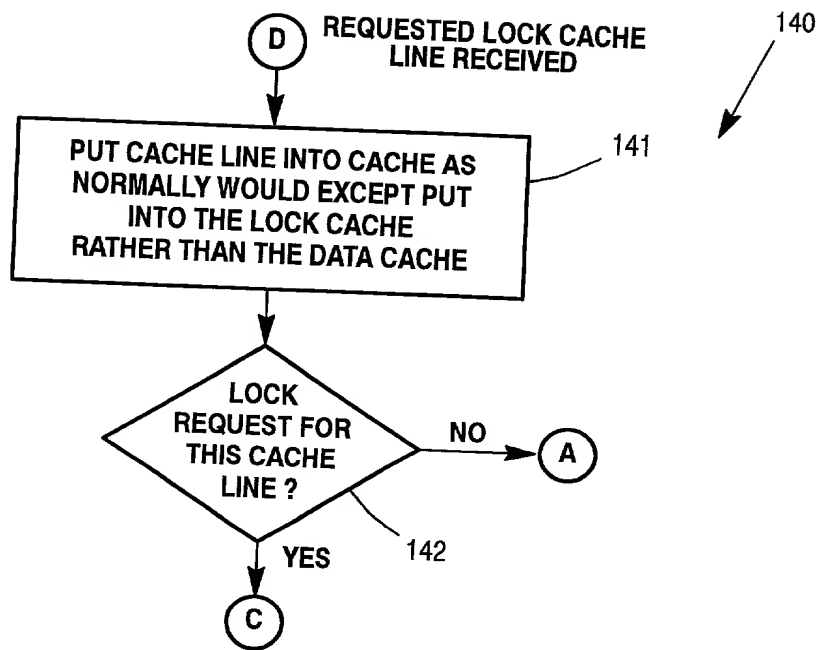 D
REQUESTED LOCK CACHE
LINE RECEIVED
140
PUT CACHE LINE INTO CACHE AS
NORMALLY WOULD EXCEPT PUT
INTO THE LOCK CACHE
RATHER THAN THE DATA CACHE
141
LOCK
REQUEST FOR
THIS CACHE
LINE ?
NO
A
142
YES
C